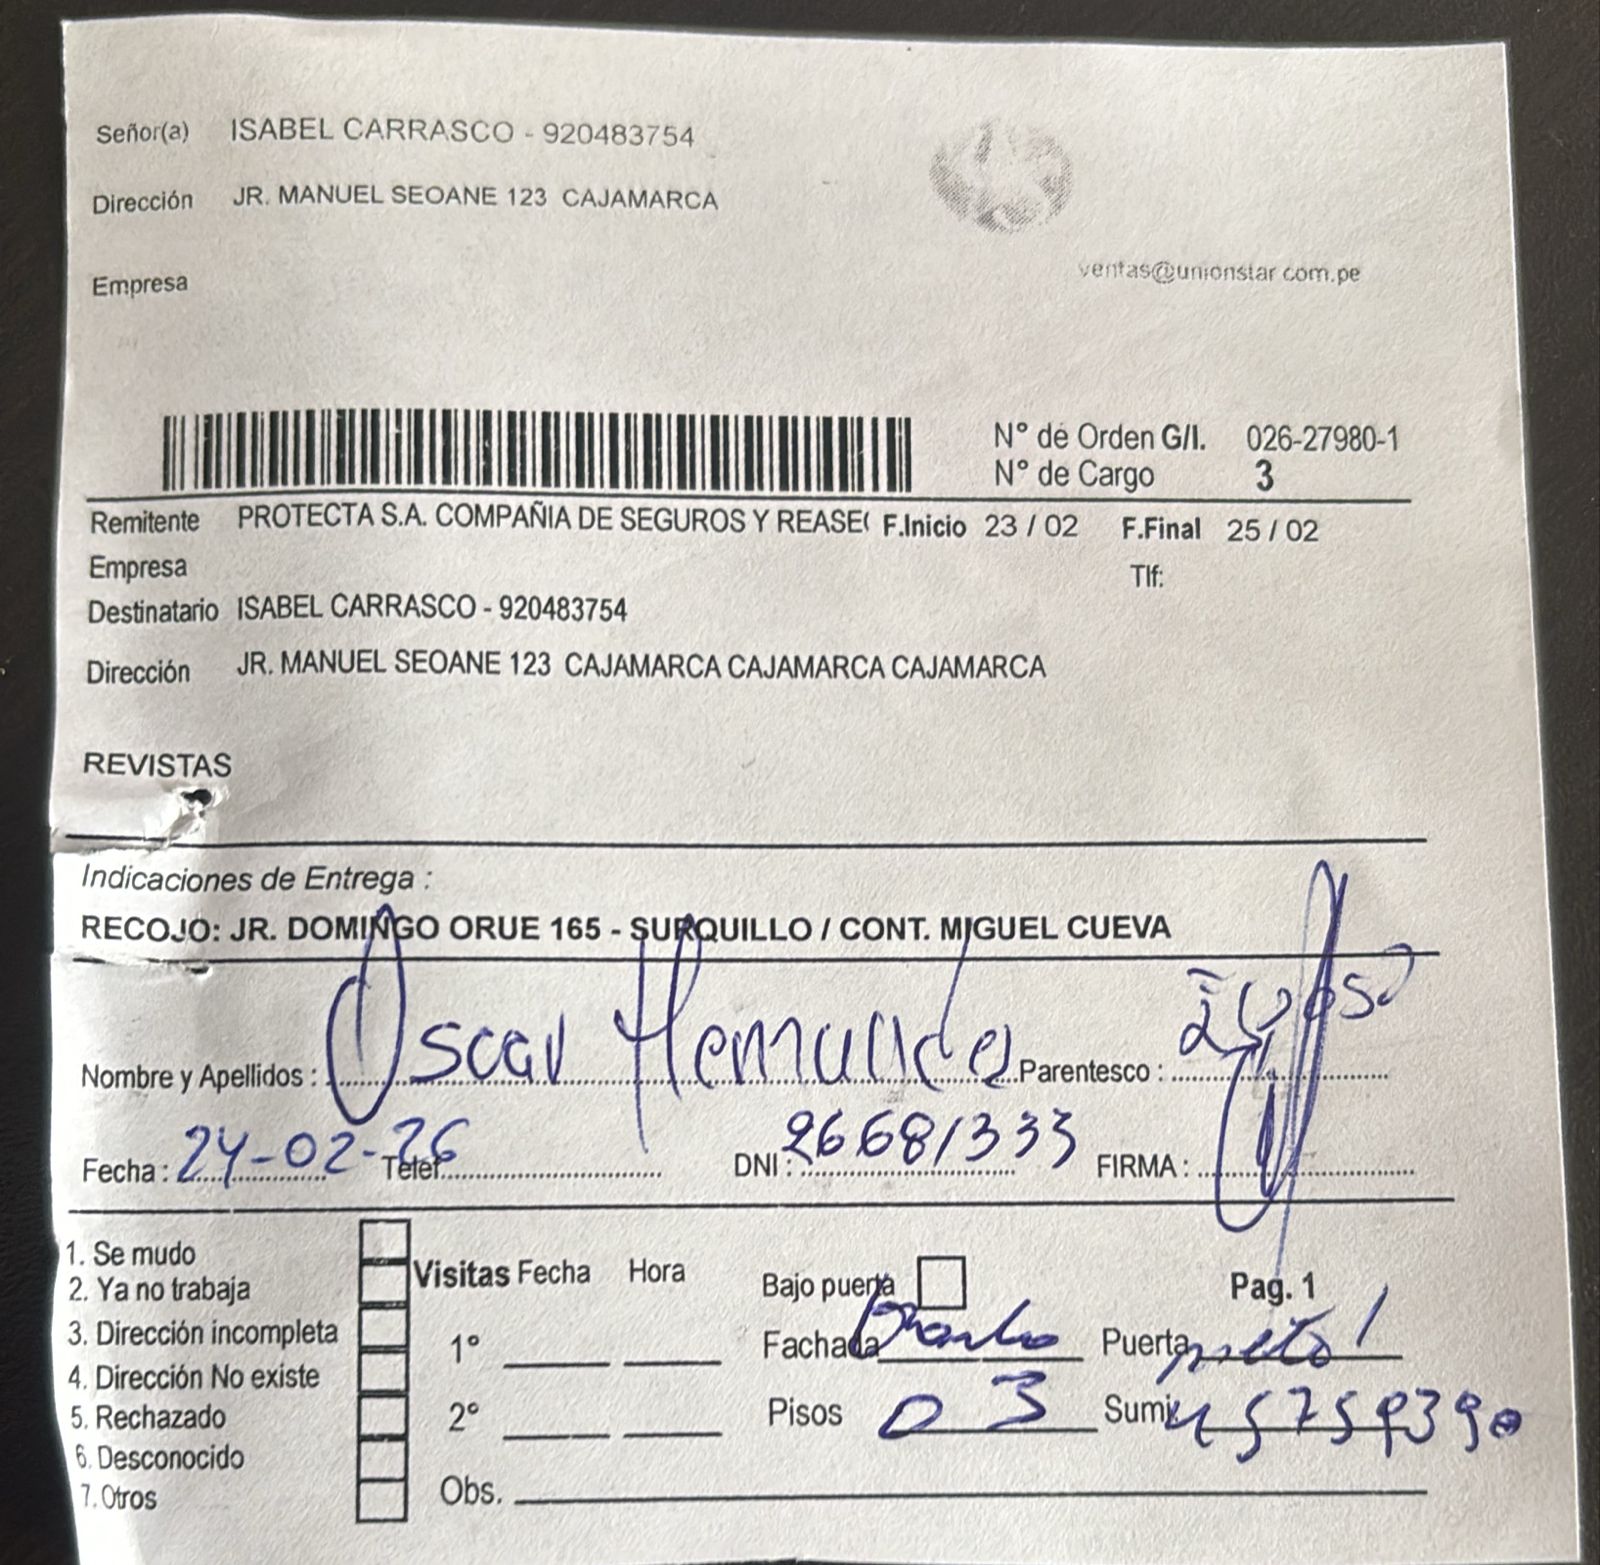 Señor(a) ISABEL CARRASCO - 920483754
Dirección JR. MANUEL SEOANE 123 CAJAMARCA
ventas@unionstar.com.pe
Empresa
N° de Orden G/I. 026-27980-1
N° de Cargo 3
Remitente PROTECTA S.A. COMPAÑIA DE SEGUROS Y REASE( F.Inicio 23 / 02 F.Final 25 / 02
Empresa Tlf:
Destinatario ISABEL CARRASCO - 920483754
Dirección JR. MANUEL SEOANE 123 CAJAMARCA CAJAMARCA CAJAMARCA
REVISTAS
Indicaciones de Entrega :
RECOJO: JR. DOMINGO ORUE 165 - SURQUILLO / CONT. MIGUEL CUEVA
Nombre y Apellidos : Oscar Hernandez Parentesco :
Fecha : 24-02-26 Telef. DNI : 26681333 FIRMA :
1. Se mudo
2. Ya no trabaja
3. Dirección incompleta
4. Dirección No existe
5. Rechazado
6. Desconocido
7. Otros
Visitas Fecha Hora
1°
2°
Obs.
Bajo puerta Pag. 1
Fachada Puerta
Pisos 03 Sumi